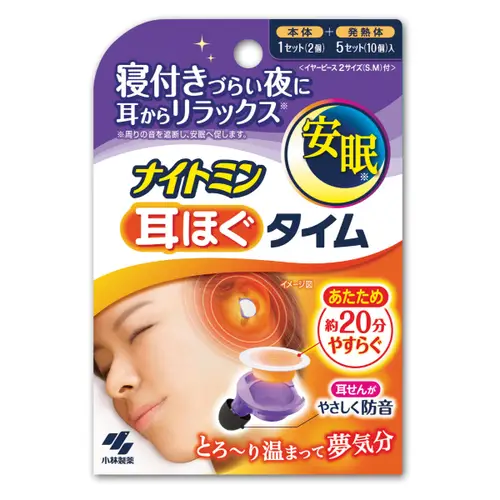 本体 + 発熱体
1セット(2個) 5セット(10個)入
<イヤーピース2サイズ(S、M)付>
寝付きづらい夜に
耳からリラックス※
※周りの音を遮断し、安眠へ促します。
安眠※
ナイトミン
耳ほぐタイム
イメージ図
あたため
約20分
やすらぐ
耳せんが
やさしく防音
とろ〜り温まって夢気分
小林製薬